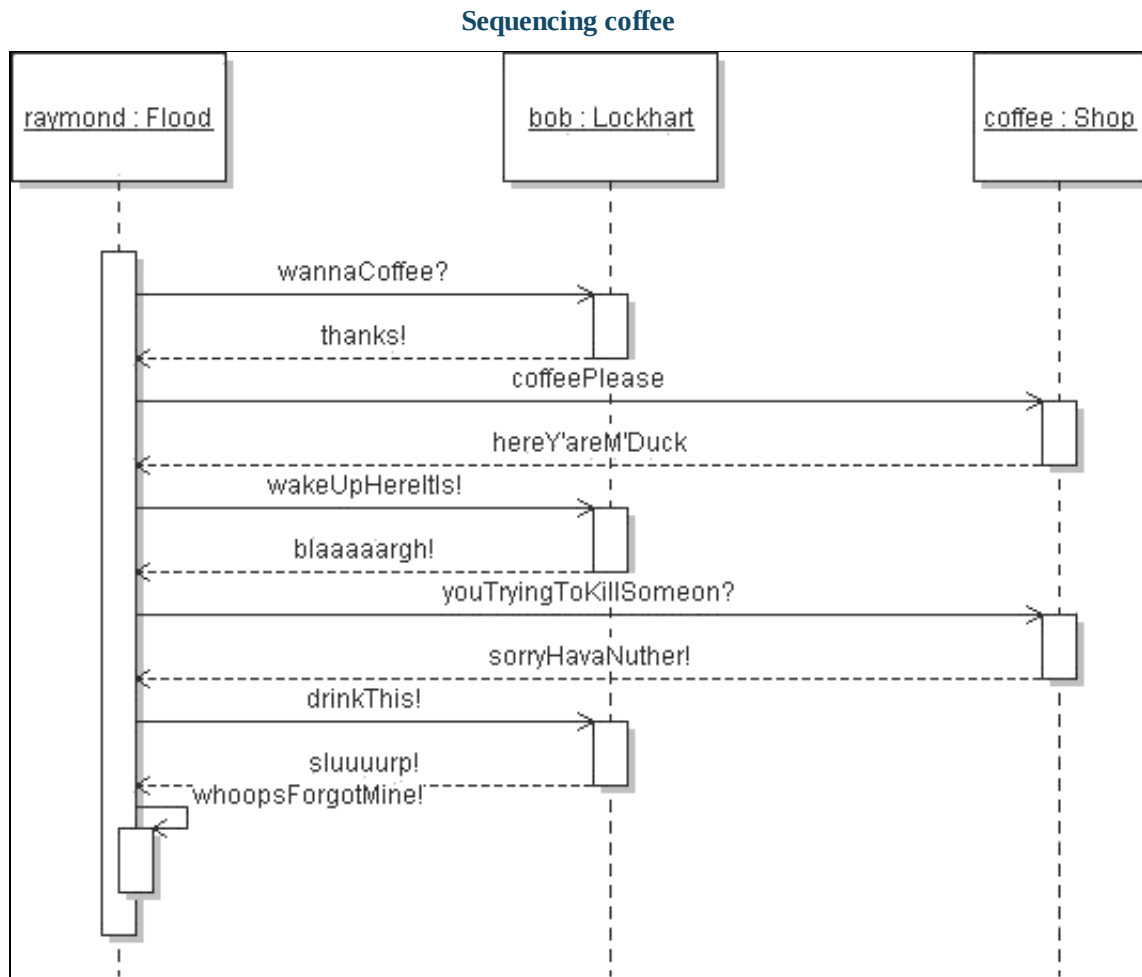 Sequencing coffee
raymond : Flood
bob : Lockhart
coffee : Shop
wannaCoffee?
thanks!
coffeePlease
hereY'areM'Duck
wakeUpHereItIs!
blaaaaargh!
youTryingToKillSomeon?
sorryHavaNuther!
drinkThis!
sluuuurp!
whoopsForgotMine!